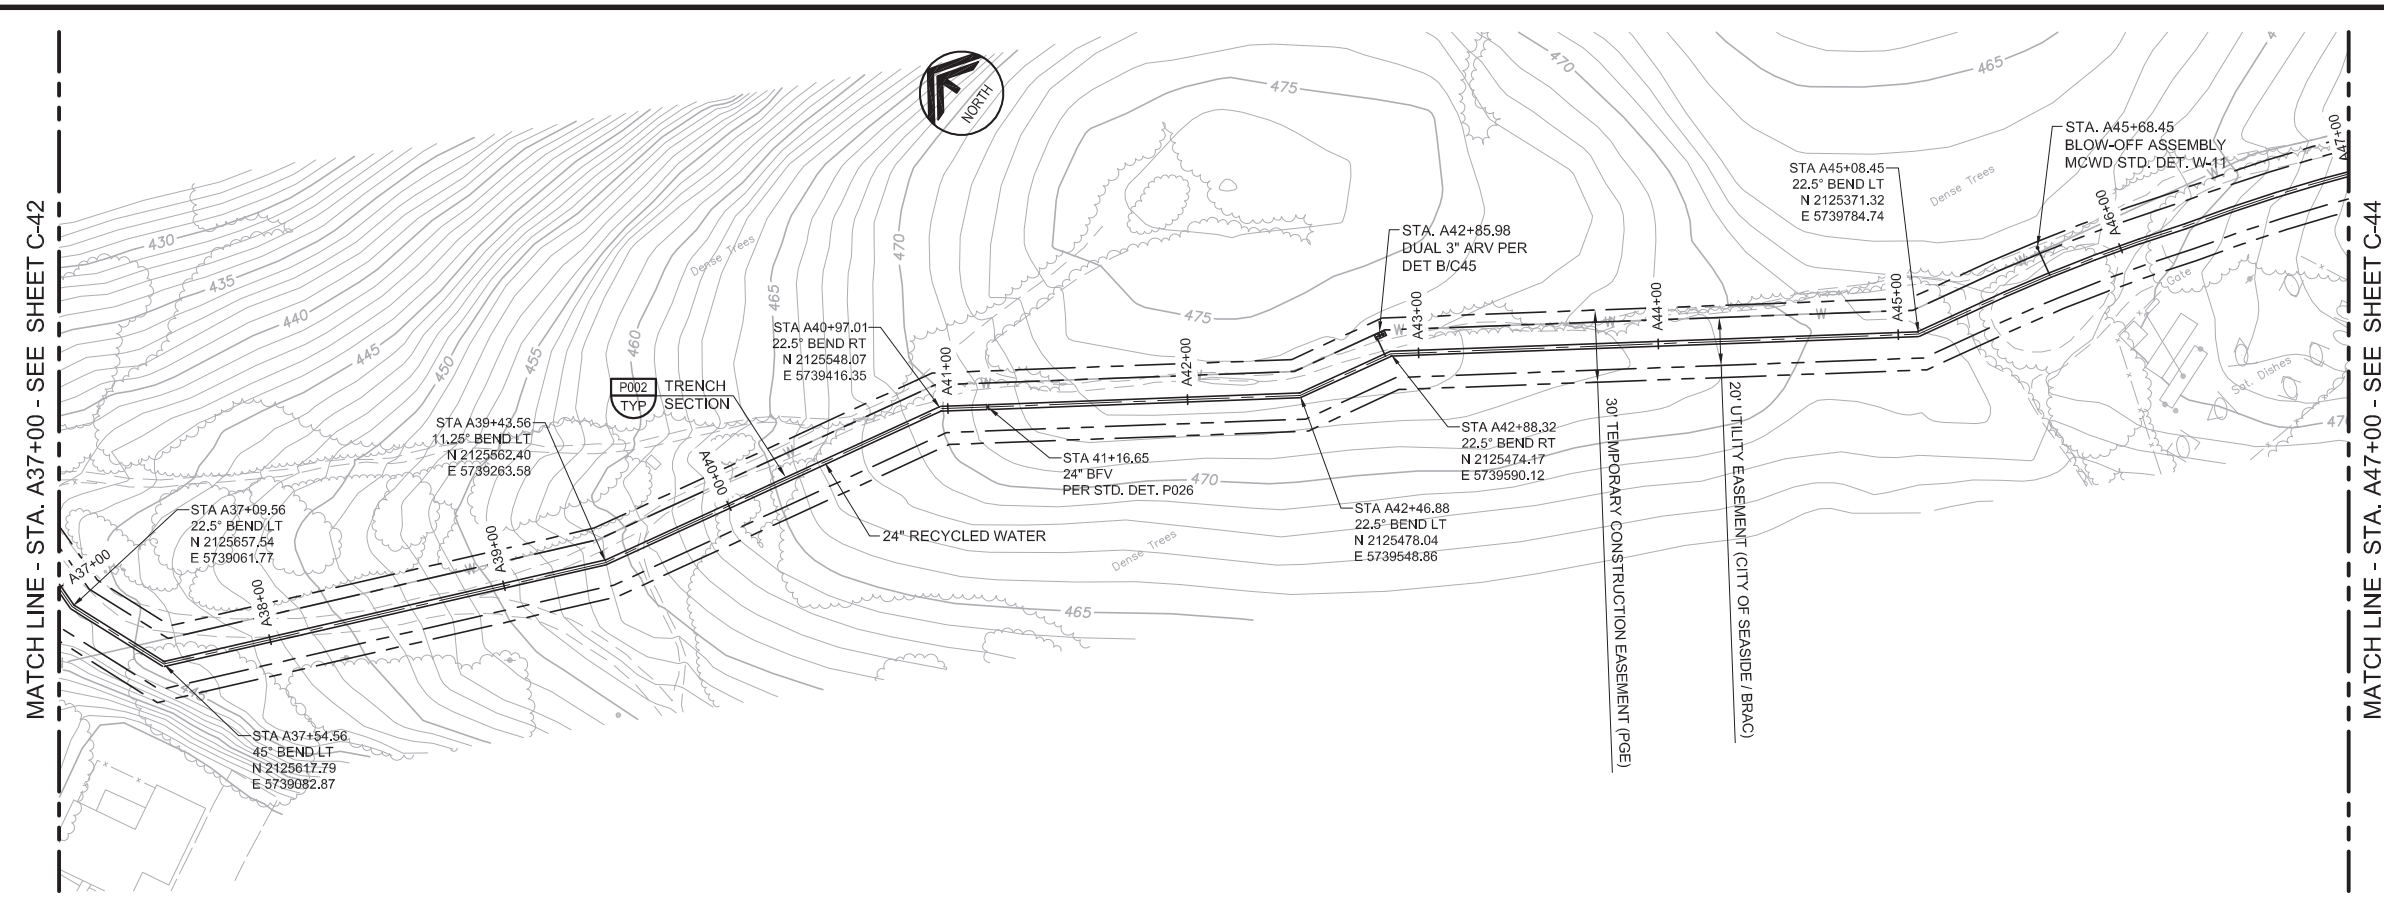 MATCH LINE - STA. A37+00 - SEE SHEET C-42
NORTH
475
470
465
STA. A45+68.45
BLOW-OFF ASSEMBLY
MCWD STD. DET. W-11
A47+00
STA A45+08.45
22.5° BEND LT
N 2125371.32
E 5739784.74
Dense Trees
W
A46+00
430
435
440
445
450
455
460
465
470
Dense Trees
475
STA. A42+85.98
DUAL 3" ARV PER
DET B/C45
W
A43+00
W
A44+00
W
A45+00
W
Gate
Sat. Dishes
STA A40+97.01
22.5° BEND RT
N 2125548.07
E 5739416.35
A41+00
W
A42+00
P002
TYP
TRENCH
SECTION
STA A39+43.56
11.25° BEND LT
N 2125562.40
E 5739263.58
A40+00
W
STA 41+16.65
24" BFV
PER STD. DET. P026
470
STA A42+88.32
22.5° BEND RT
N 2125474.17
E 5739590.12
30' TEMPORARY CONSTRUCTION EASEMENT (PGE)
20' UTILITY EASEMENT (CITY OF SEASIDE / BRAC)
STA A42+46.88
22.5° BEND LT
N 2125478.04
E 5739548.86
24" RECYCLED WATER
Dense Trees
STA A37+09.56
22.5° BEND LT
N 2125657.54
E 5739061.77
A37+00
A38+00
W
A39+00
465
STA A37+54.56
45° BEND LT
N 2125617.79
E 5739082.87
445
MATCH LINE - STA. A47+00 - SEE SHEET C-44